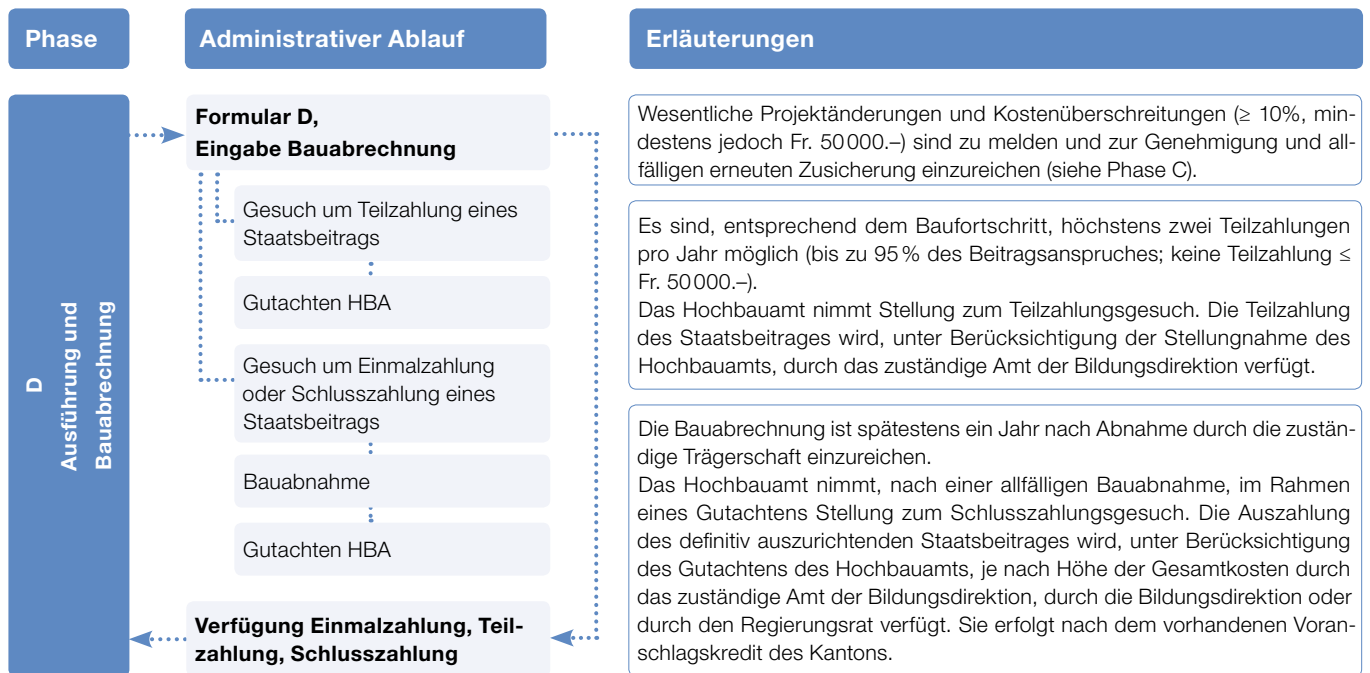 Phase
Administrativer Ablauf
Erläuterungen
D
Ausführung und
Bauabrechnung
Formular D,
Eingabe Bauabrechnung
Gesuch um Teilzahlung eines
Staatsbeitrags
Gutachten HBA
Gesuch um Einmalzahlung
oder Schlusszahlung eines
Staatsbeitrags
Bauabnahme
Gutachten HBA
Verfügung Einmalzahlung, Teil-
zahlung, Schlusszahlung
Wesentliche Projektänderungen und Kostenüberschreitungen (≥ 10%, min-
destens jedoch Fr. 50 000.–) sind zu melden und zur Genehmigung und all-
fälligen erneuten Zusicherung einzureichen (siehe Phase C).
Es sind, entsprechend dem Baufortschritt, höchstens zwei Teilzahlungen
pro Jahr möglich (bis zu 95 % des Beitragsanspruches; keine Teilzahlung ≤
Fr. 50 000.–).
Das Hochbauamt nimmt Stellung zum Teilzahlungsgesuch. Die Teilzahlung
des Staatsbeitrages wird, unter Berücksichtigung der Stellungnahme des
Hochbauamts, durch das zuständige Amt der Bildungsdirektion verfügt.
Die Bauabrechnung ist spätestens ein Jahr nach Abnahme durch die zustän-
dige Trägerschaft einzureichen.
Das Hochbauamt nimmt, nach einer allfälligen Bauabnahme, im Rahmen
eines Gutachtens Stellung zum Schlusszahlungsgesuch. Die Auszahlung
des definitiv auszurichtenden Staatsbeitrages wird, unter Berücksichtigung
des Gutachtens des Hochbauamts, je nach Höhe der Gesamtkosten durch
das zuständige Amt der Bildungsdirektion, durch die Bildungsdirektion oder
durch den Regierungsrat verfügt. Sie erfolgt nach dem vorhandenen Voran-
schlagskredit des Kantons.